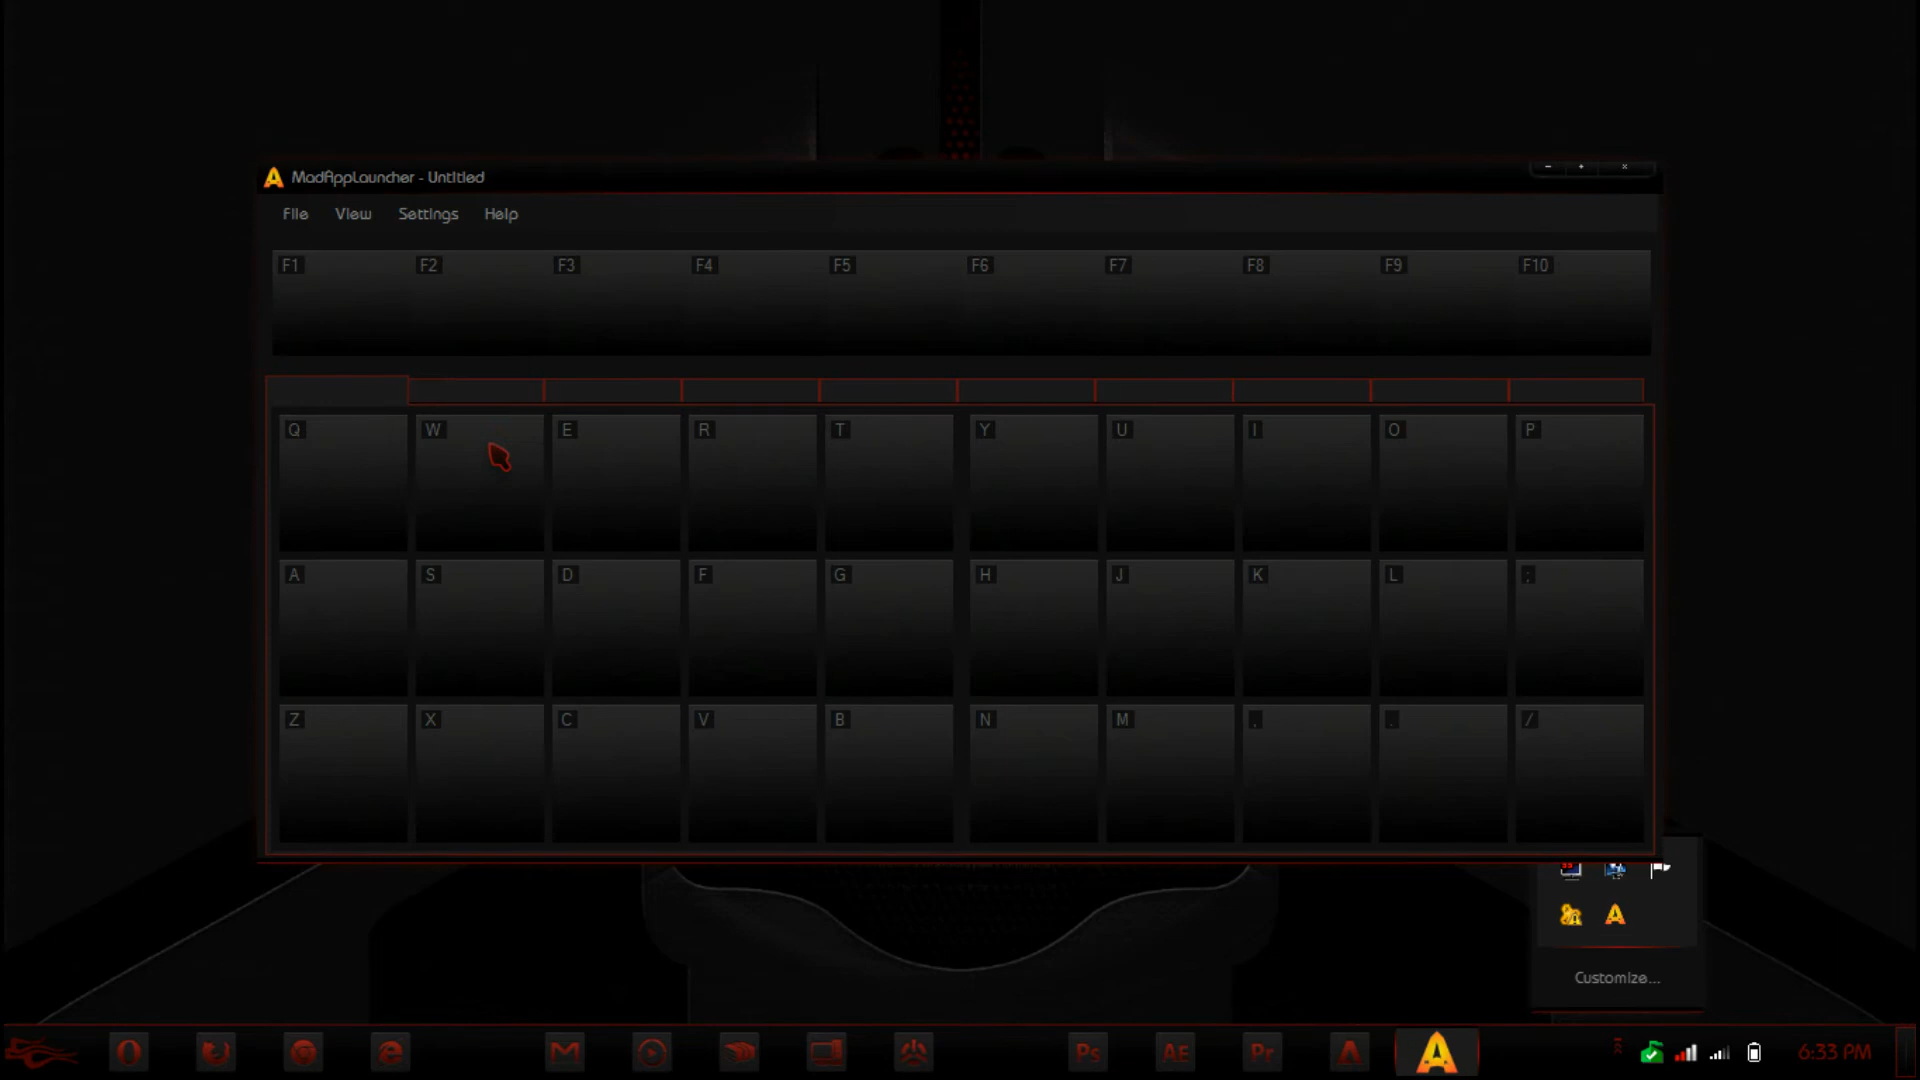 MadAppLauncher - Untitled
File View Settings Help
F1 F2 F3 F4 F5 F6 F7 F8 F9 F10
Q W E R T Y U I O P
A S D F G H J K L ;
Z X C V B N M , . /
Customize...
Ps AE Pr
6:33 PM